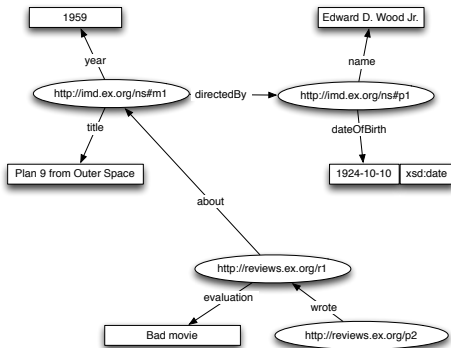 1959
Edward D. Wood Jr.
year
name
http://imd.ex.org/ns#m1
directedBy
http://imd.ex.org/ns#p1
title
dateOfBirth
Plan 9 from Outer Space
1924-10-10
xsd:date
about
http://reviews.ex.org/r1
evaluation
wrote
Bad movie
http://reviews.ex.org/p2